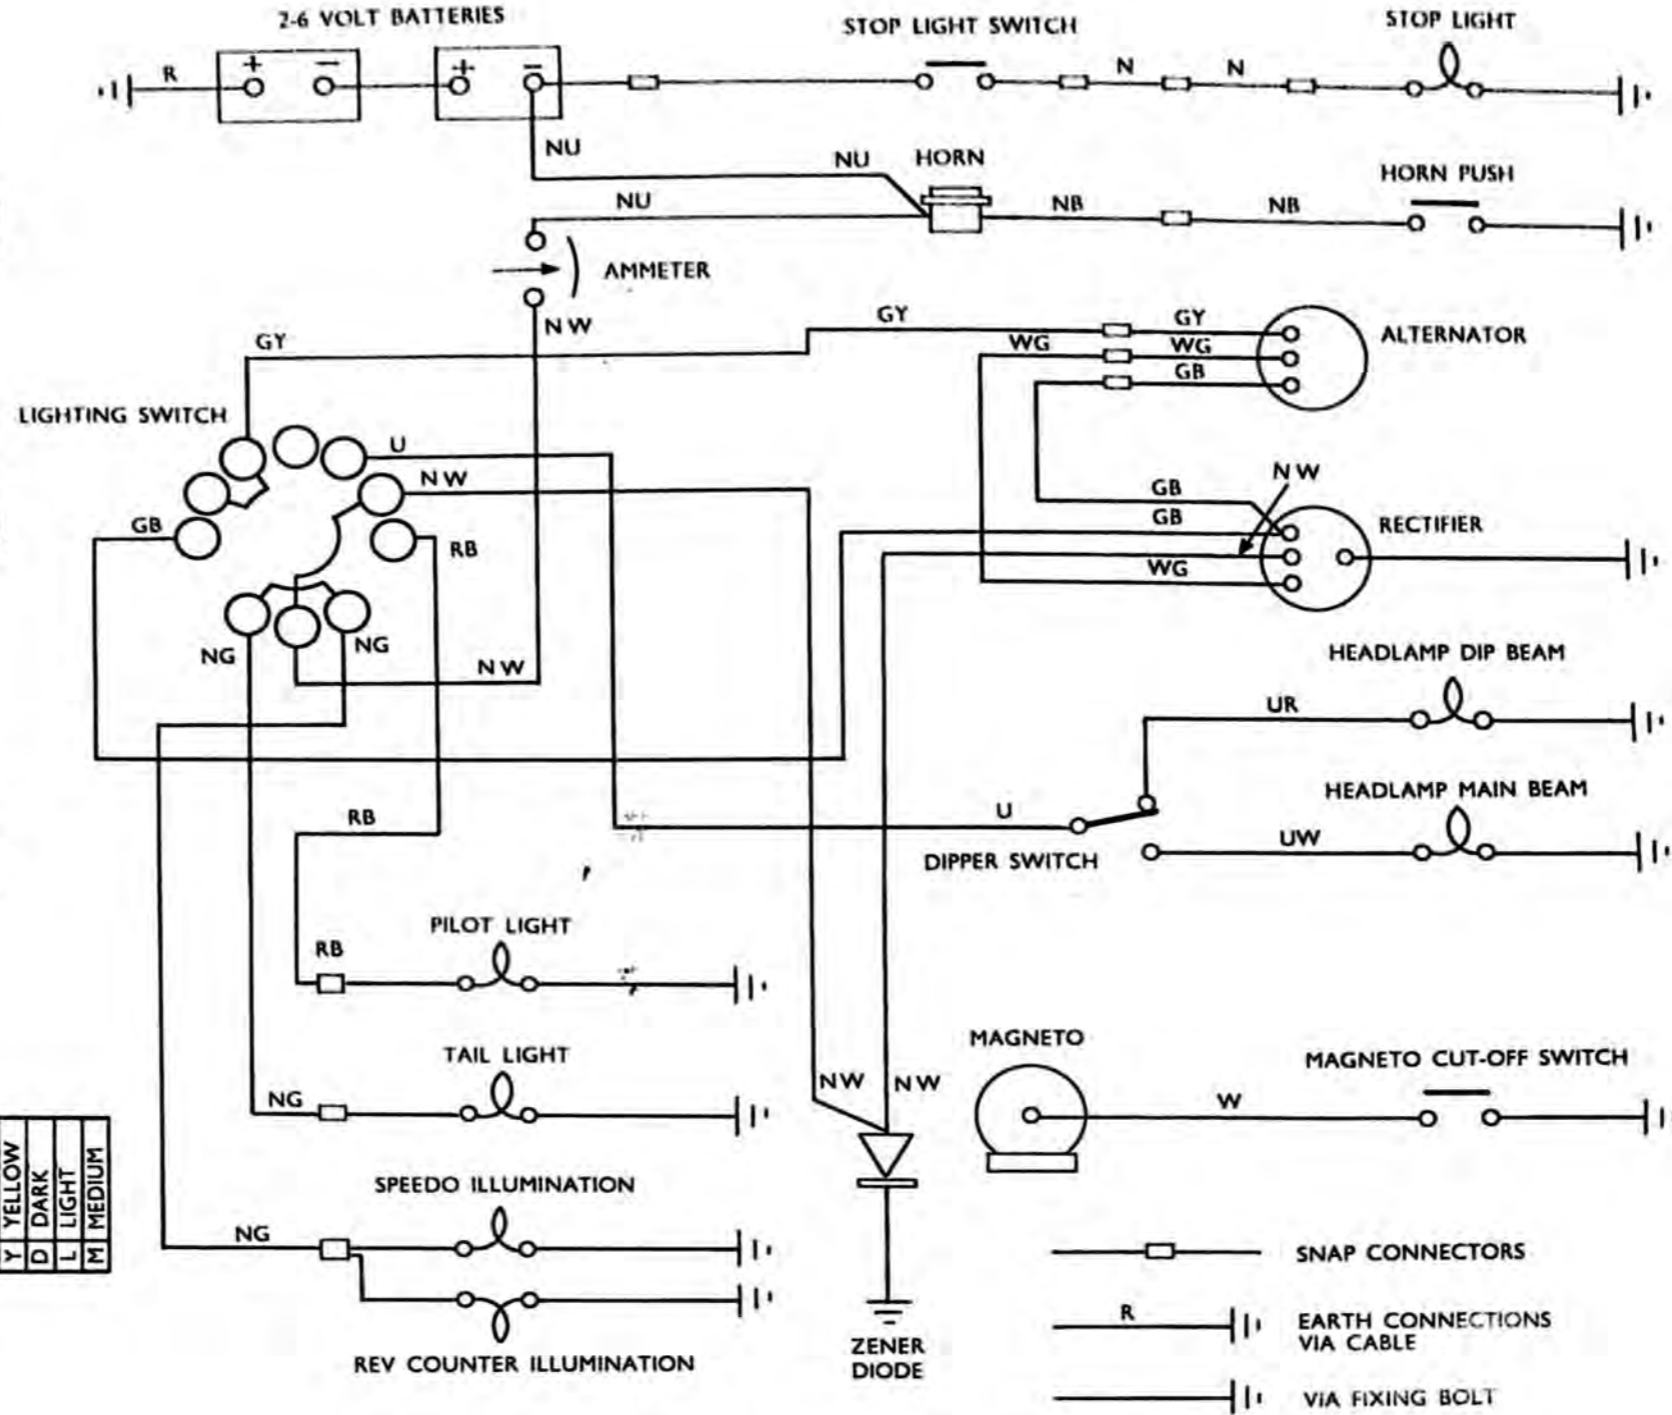 2-6 VOLT BATTERIES
STOP LIGHT SWITCH
STOP LIGHT
R
+
−
+
−
N
N
NU
NU
HORN
HORN PUSH
NU
NB
NB
AMMETER
NW
GY
GY
GY
WG
WG
GB
ALTERNATOR
LIGHTING SWITCH
U
NW
GB
RB
GB
GB
NW
WG
RECTIFIER
NG
NG
NW
HEADLAMP DIP BEAM
UR
HEADLAMP MAIN BEAM
U
UW
DIPPER SWITCH
RB
PILOT LIGHT
RB
TAIL LIGHT
NG
NW
NW
MAGNETO
MAGNETO CUT-OFF SWITCH
W
SPEEDO ILLUMINATION
NG
REV COUNTER ILLUMINATION
ZENER
DIODE
Y YELLOW
D DARK
L LIGHT
M MEDIUM
SNAP CONNECTORS
R
EARTH CONNECTIONS
VIA CABLE
VIA FIXING BOLT